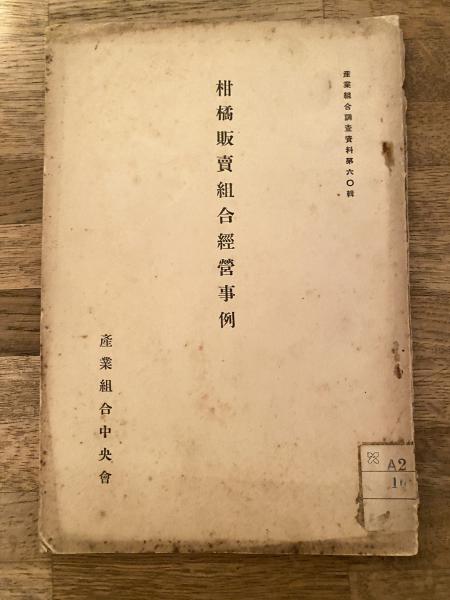 産業組合調査資料第六〇輯
柑橘販賣組合經營事例
産業組合中央會
A2